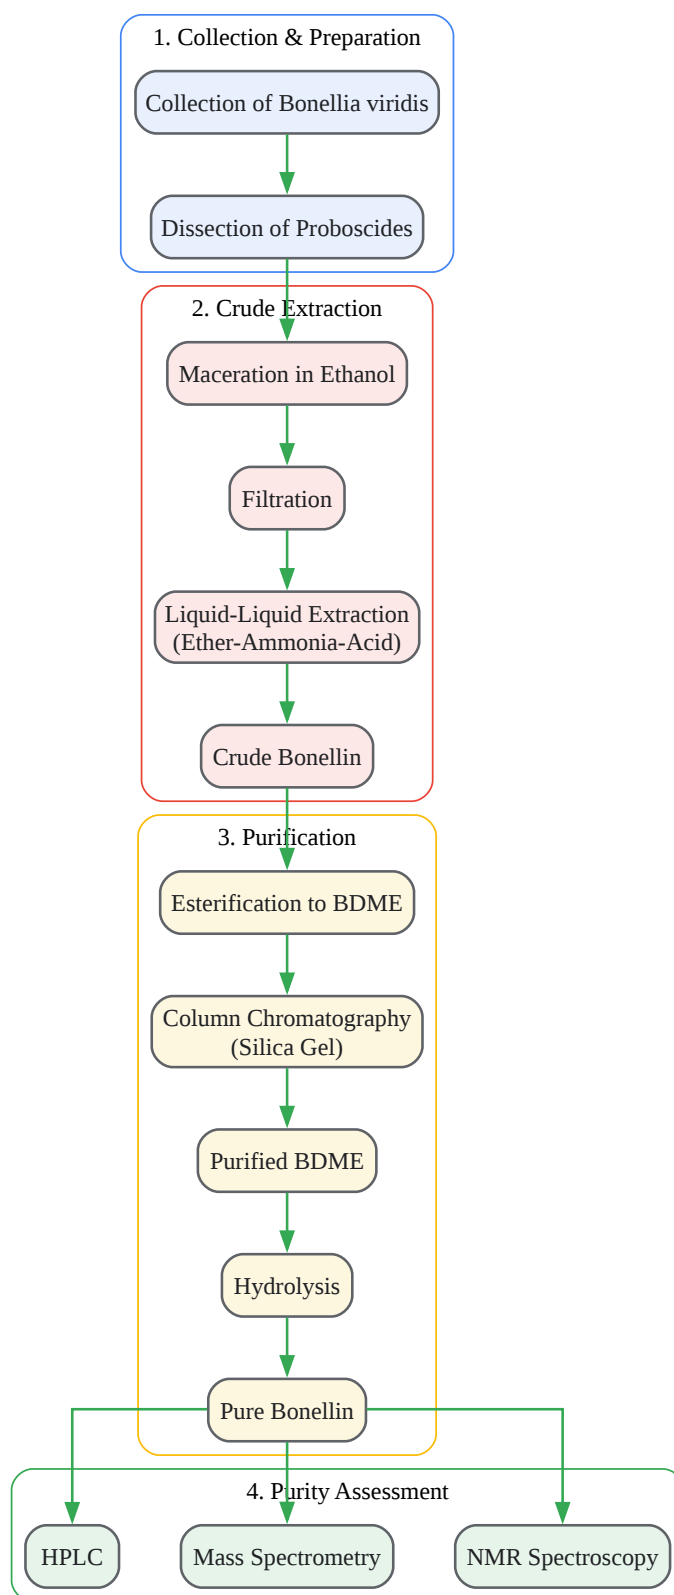 1. Collection & Preparation
Collection of Bonellia viridis
Dissection of Proboscides
2. Crude Extraction
Maceration in Ethanol
Filtration
Liquid-Liquid Extraction
(Ether-Ammonia-Acid)
Crude Bonellin
3. Purification
Esterification to BDME
Column Chromatography
(Silica Gel)
Purified BDME
Hydrolysis
Pure Bonellin
4. Purity Assessment
HPLC
Mass Spectrometry
NMR Spectroscopy